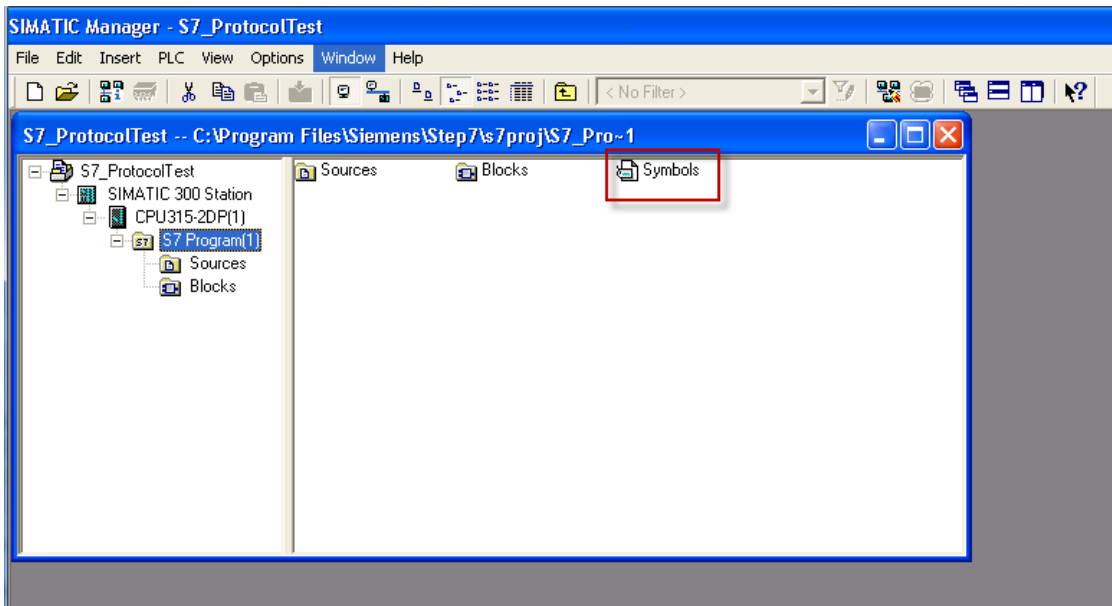 SIMATIC Manager - S7_ProtocolTest
File Edit Insert PLC View Options Window Help
< No Filter >
S7_ProtocolTest -- C:\Program Files\Siemens\Step7\s7proj\S7_Pro~1
S7_ProtocolTest
SIMATIC 300 Station
CPU315-2DP(1)
S7 Program(1)
Sources
Blocks
Sources Blocks Symbols